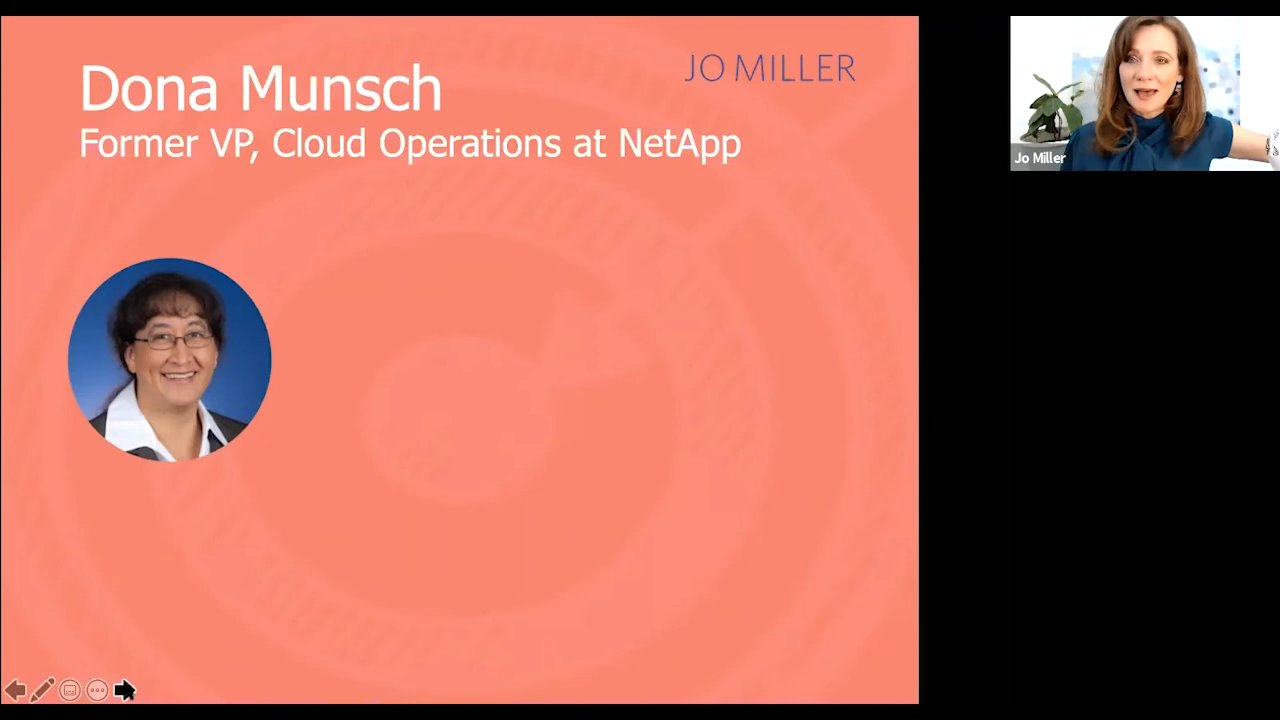 Dona Munsch
JO MILLER
Former VP, Cloud Operations at NetApp
Jo Miller